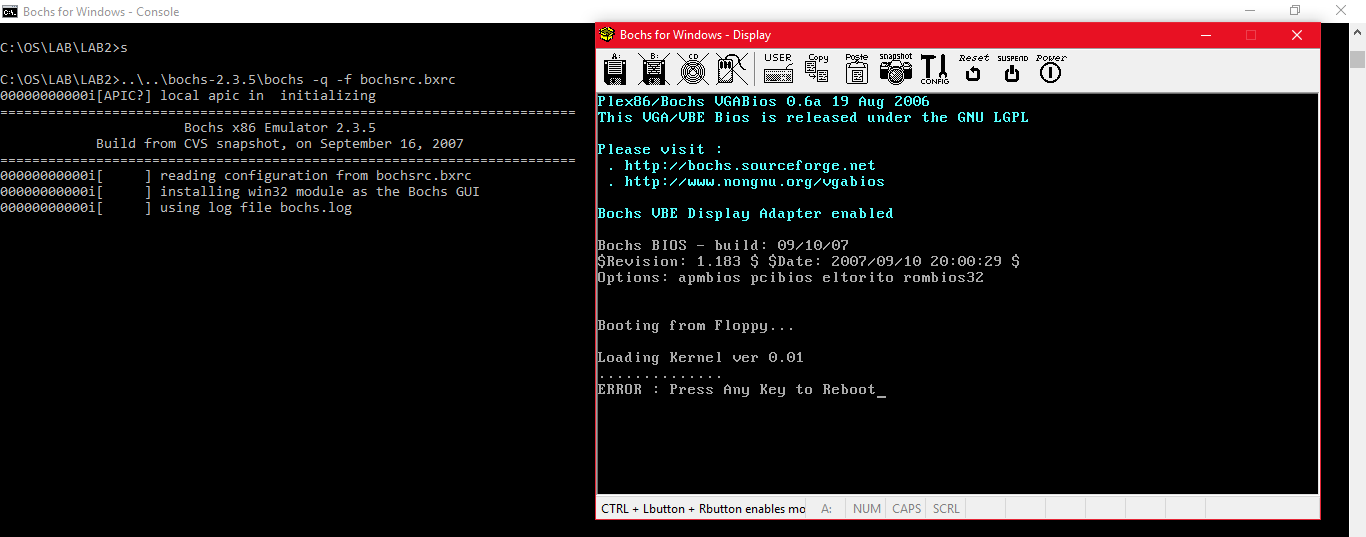 Bochs for Windows - Console
C:\OS\LAB\LAB2>s
C:\OS\LAB\LAB2>..\..\bochs-2.3.5\bochs -q -f bochsrc.bxrc
00000000000i[APIC?] local apic in  initializing
========================================================================
Bochs x86 Emulator 2.3.5
Build from CVS snapshot, on September 16, 2007
========================================================================
00000000000i[     ] reading configuration from bochsrc.bxrc
00000000000i[     ] installing win32 module as the Bochs GUI
00000000000i[     ] using log file bochs.log
Bochs for Windows - Display
A: B: CD USER Copy Paste snapshot CONFIG Reset SUSPEND Power
Plex86/Bochs VGABios 0.6a 19 Aug 2006
This VGA/VBE Bios is released under the GNU LGPL
Please visit :
. http://bochs.sourceforge.net
. http://www.nongnu.org/vgabios
Bochs VBE Display Adapter enabled
Bochs BIOS - build: 09/10/07
$Revision: 1.183 $ $Date: 2007/09/10 20:00:29 $
Options: apmbios pcibios eltorito rombios32
Booting from Floppy...
Loading Kernel ver 0.01
..............
ERROR : Press Any Key to Reboot_
CTRL + Lbutton + Rbutton enables mo A: NUM CAPS SCRL